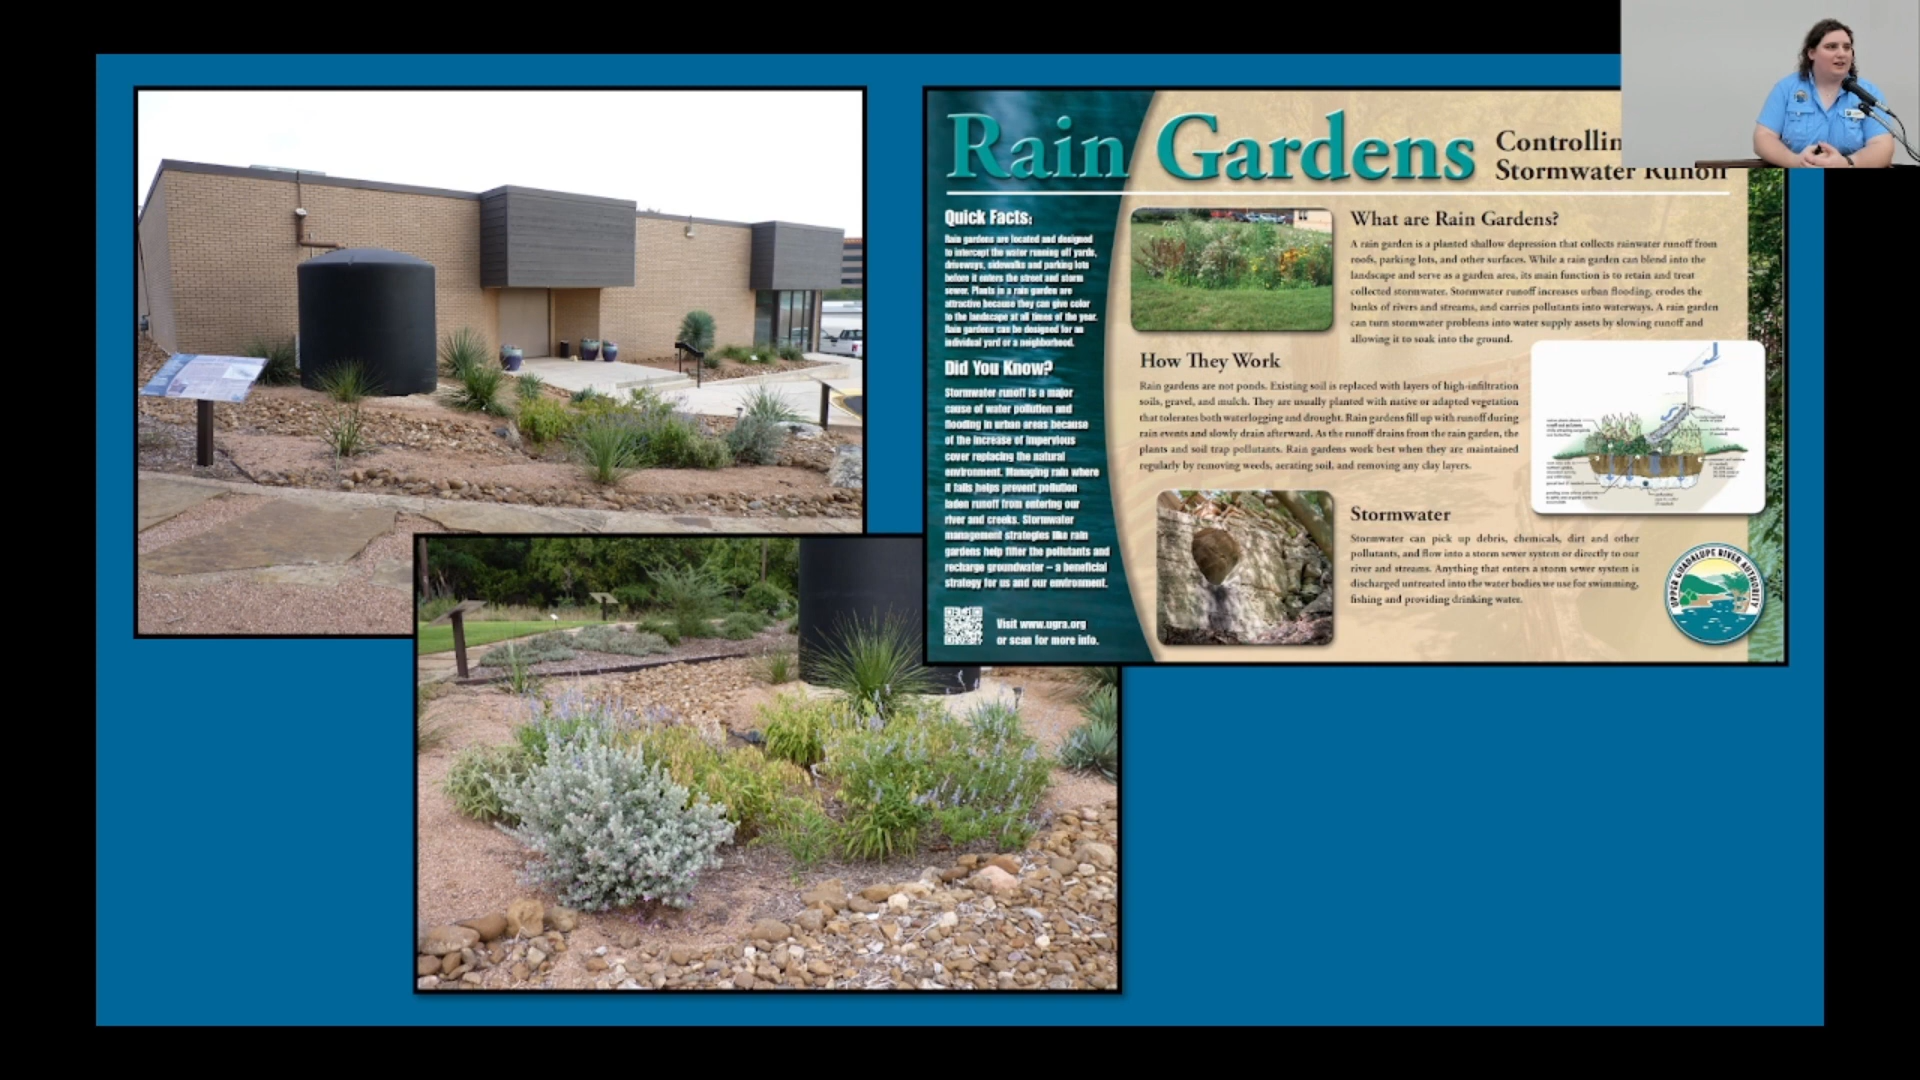 Rain Gardens
Controllin
Stormwater Runoff
Quick Facts:
Rain gardens are located and designed
to intercept the water running off yards,
driveways, sidewalks and parking lots
before it enters the street and storm
sewer. Plants in a rain garden are
attractive because they can give color
to the landscape at all times of the year.
Rain gardens can be designed for an
individual yard or a neighborhood.
Did You Know?
Stormwater runoff is a major
cause of water pollution and
flooding in urban areas because
of the increase of impervious
cover replacing the natural
environment. Managing rain where
it falls helps prevent pollution
laden runoff from entering our
river and creeks. Stormwater
management strategies like rain
gardens help filter the pollutants and
recharge groundwater – a beneficial
strategy for us and our environment.
Visit www.ugra.org
or scan for more info.
What are Rain Gardens?
A rain garden is a planted shallow depression that collects rainwater runoff from
roofs, parking lots, and other surfaces. While a rain garden can blend into the
landscape and serve as a garden area, its main function is to retain and treat
collected stormwater. Stormwater runoff increases urban flooding, erodes the
banks of rivers and streams, and carries pollutants into waterways. A rain garden
can turn stormwater problems into water supply assets by slowing runoff and
allowing it to soak into the ground.
How They Work
Rain gardens are not ponds. Existing soil is replaced with layers of high-infiltration
soils, gravel, and mulch. They are usually planted with native or adapted vegetation
that tolerates both waterlogging and drought. Rain gardens fill up with runoff during
rain events and slowly drain afterward. As the runoff drains from the rain garden, the
plants and soil trap pollutants. Rain gardens work best when they are maintained
regularly by removing weeds, aerating soil, and removing any clay layers.
Stormwater
Stormwater can pick up debris, chemicals, dirt and other
pollutants, and flow into a storm sewer system or directly to our
river and streams. Anything that enters a storm sewer system is
discharged untreated into the water bodies we use for swimming,
fishing and providing drinking water.
UPPER GUADALUPE RIVER AUTHORITY